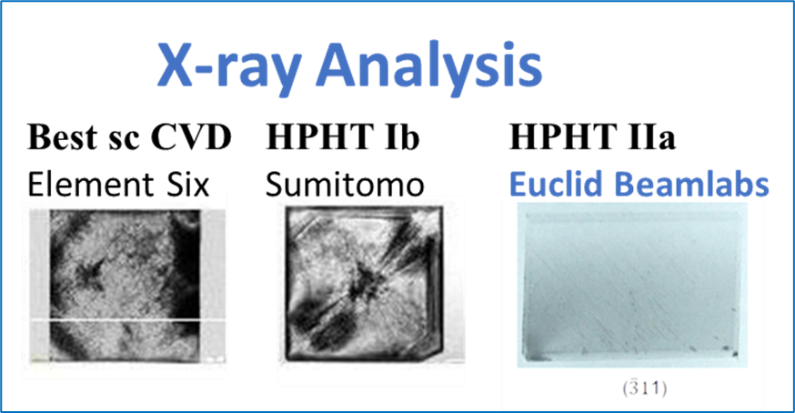 X-ray Analysis
Best sc CVD
Element Six
HPHT Ib
Sumitomo
HPHT IIa
Euclid Beamlabs
(3̄11)